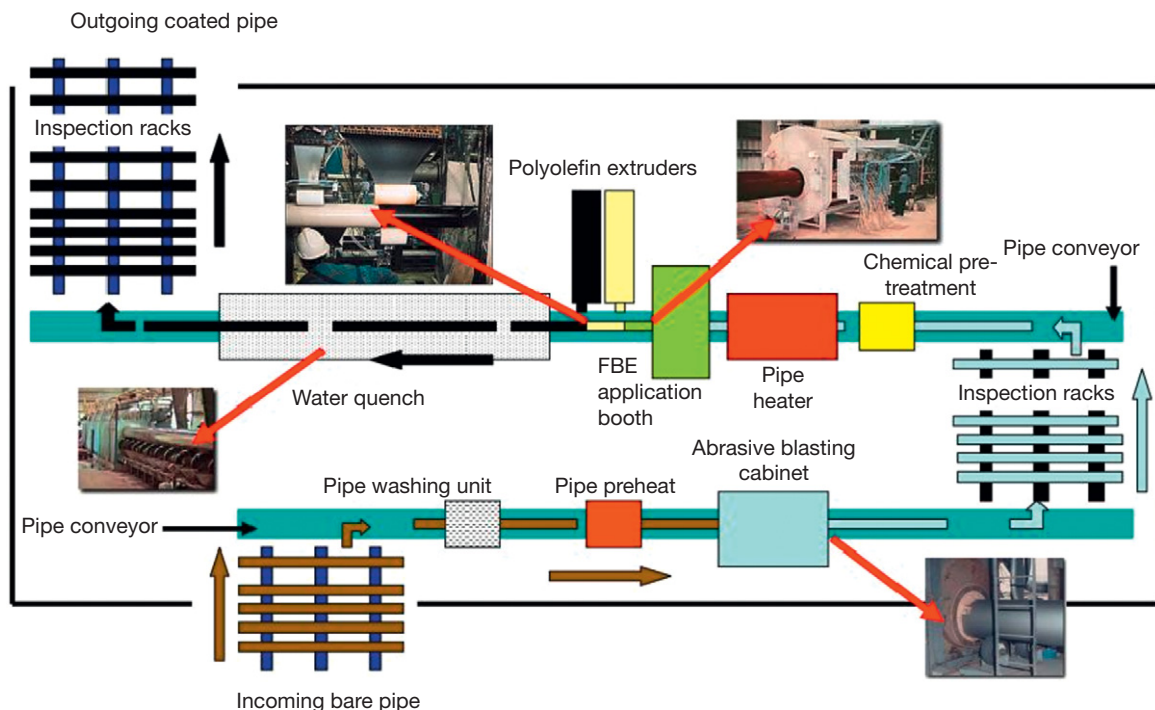 Outgoing coated pipe
Inspection racks
Polyolefin extruders
Pipe conveyor
Chemical pre-
treatment
FBE
application
booth
Pipe
heater
Inspection racks
Water quench
Abrasive blasting
cabinet
Pipe washing unit
Pipe preheat
Pipe conveyor
Incoming bare pipe